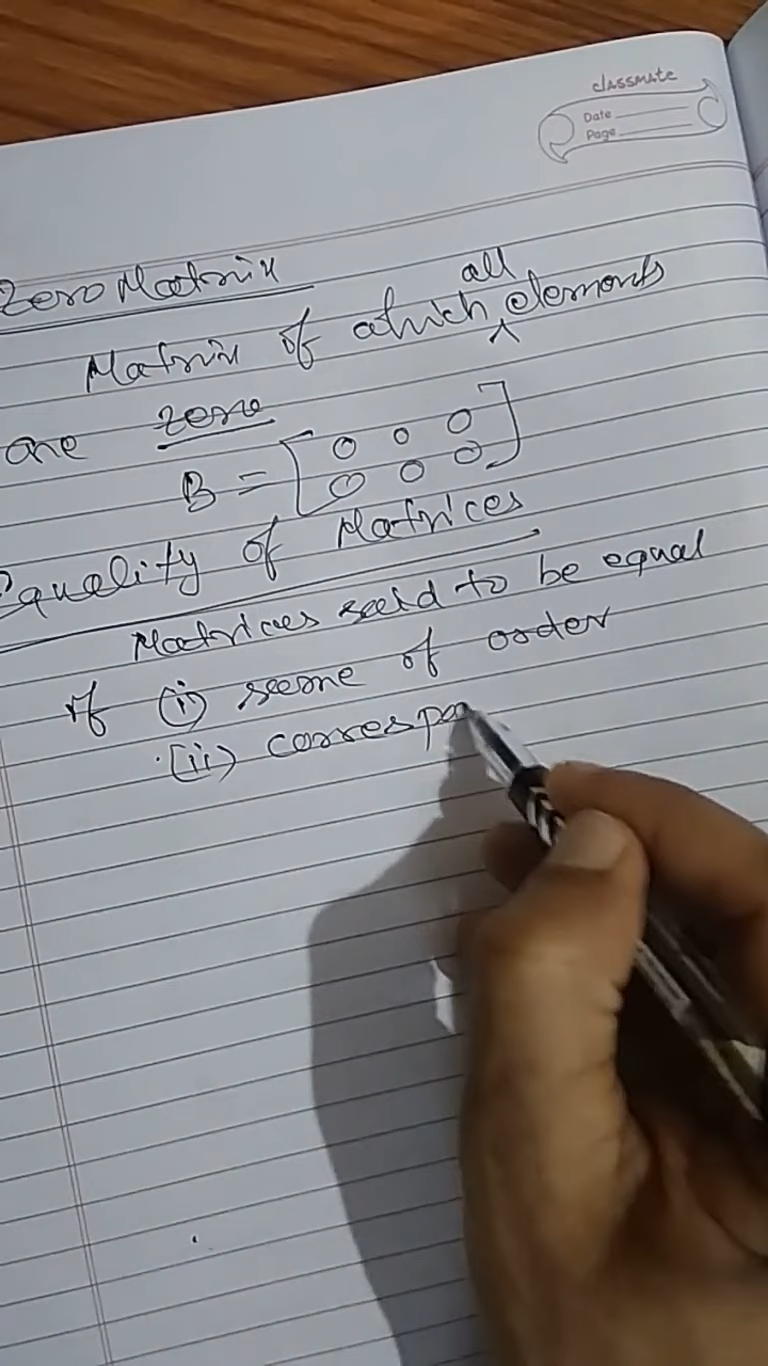 classmate
Date
Page
Zero Matrix
all
Matrix of which ^ elements
are zero
B = [ 0 0 0
0 0 0 ]
Equality of Matrices
Matrices said to be equal
if (i) same of order
(ii) correspo